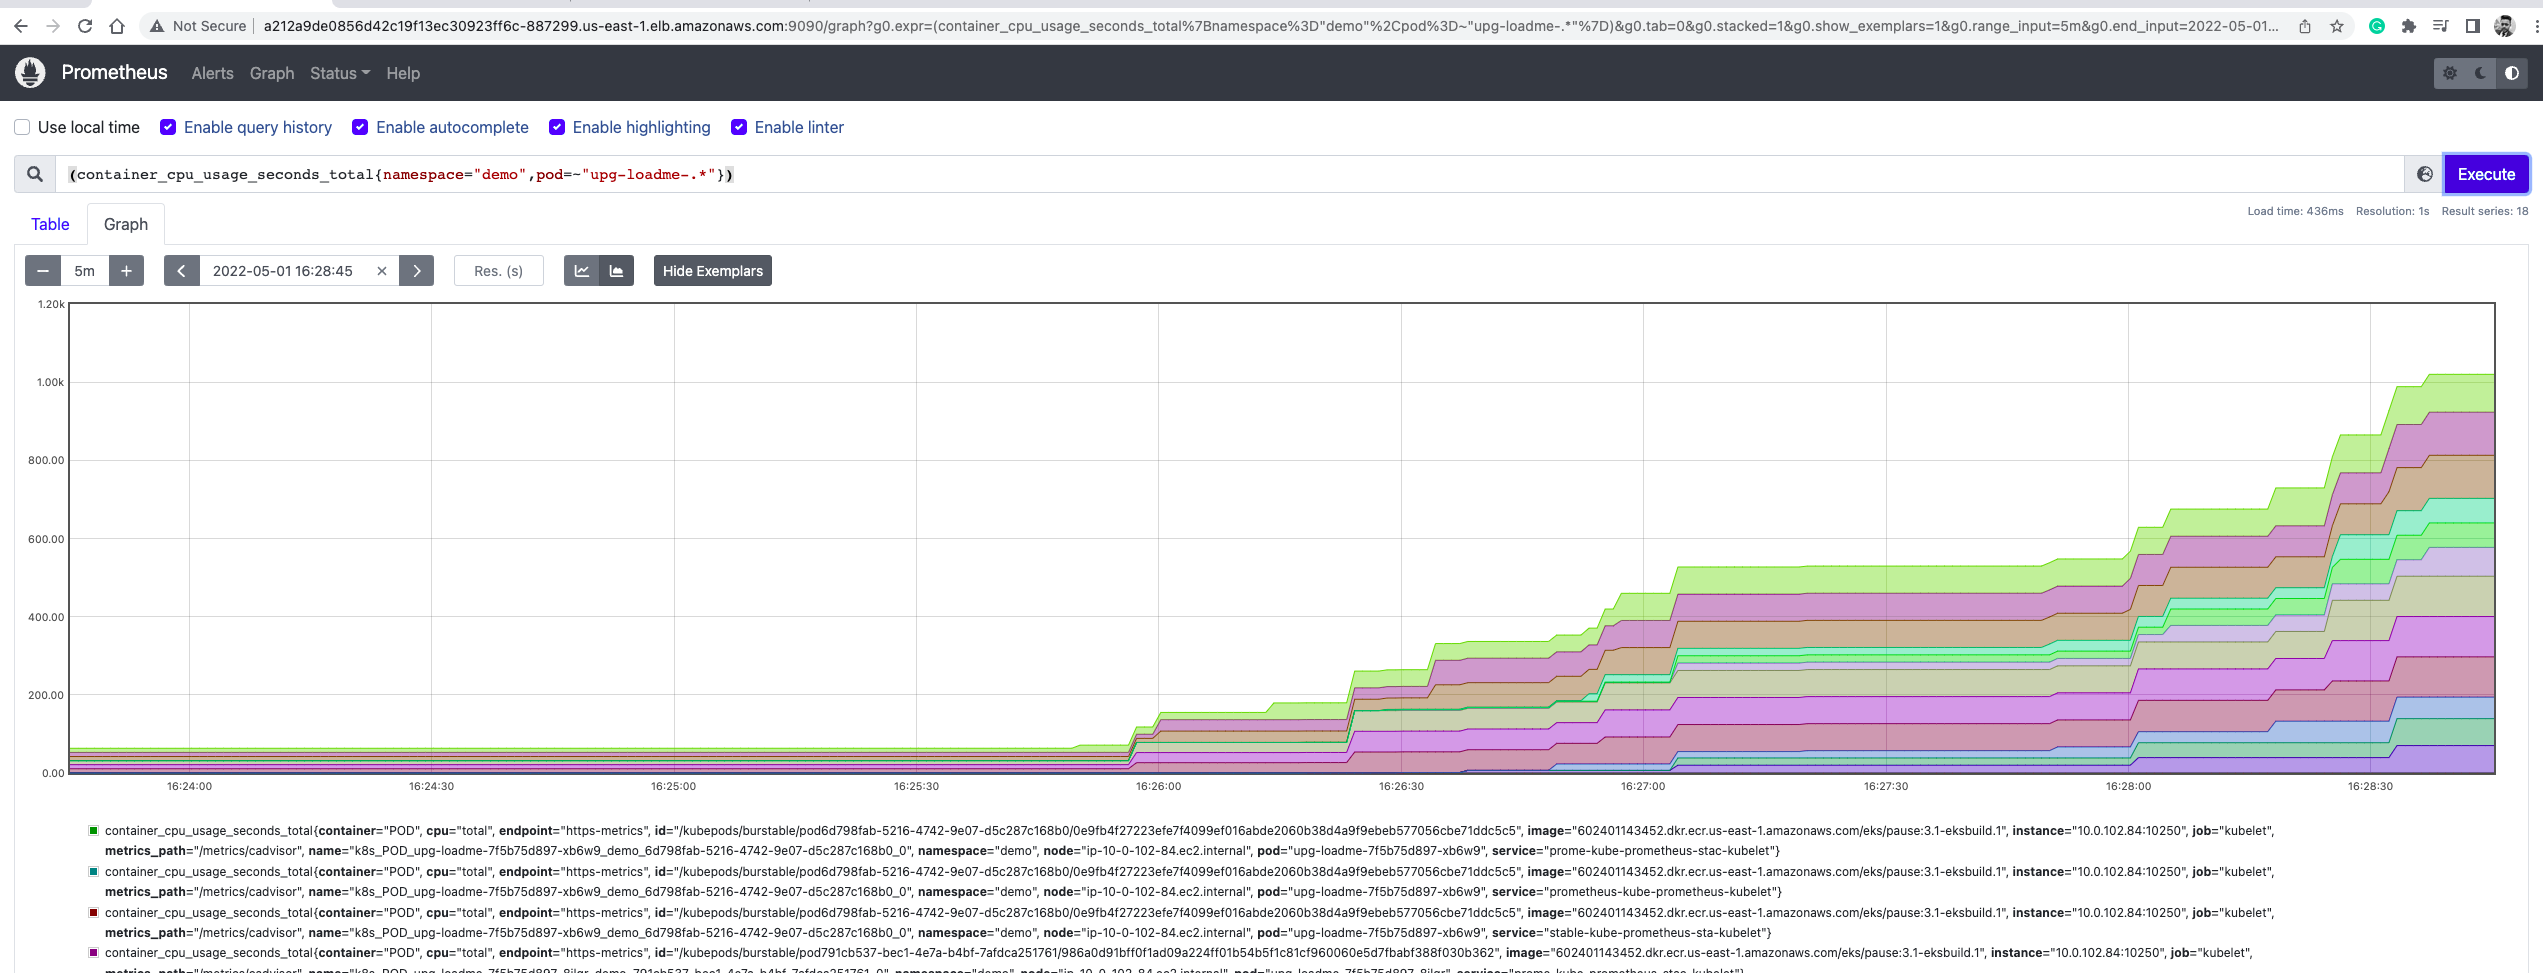 Not Secure | a212a9de0856d42c19f13ec30923ff6c-887299.us-east-1.elb.amazonaws.com:9090/graph?g0.expr=(container_cpu_usage_seconds_total%7Bnamespace%3D"demo"%2Cpod%3D~"upg-loadme-.*"%7D)&g0.tab=0&g0.stacked=1&g0.show_exemplars=1&g0.range_input=5m&g0.end_input=2022-05-01...
Prometheus Alerts Graph Status Help
Use local time Enable query history Enable autocomplete Enable highlighting Enable linter
(container_cpu_usage_seconds_total{namespace="demo",pod=~"upg-loadme-.*"}) Execute
Load time: 436ms Resolution: 1s Result series: 18
Table Graph
− 5m + 2022-05-01 16:28:45 × Res. (s) Hide Exemplars
1.20k
1.00k
800.00
600.00
400.00
200.00
0.00
16:24:00 16:24:30 16:25:00 16:25:30 16:26:00 16:26:30 16:27:00 16:27:30 16:28:00 16:28:30
container_cpu_usage_seconds_total{container="POD", cpu="total", endpoint="https-metrics", id="/kubepods/burstable/pod6d798fab-5216-4742-9e07-d5c287c168b0/0e9fb4f27223efe7f4099ef016abde2060b38d4a9f9ebeb577056cbe71ddc5c5", image="602401143452.dkr.ecr.us-east-1.amazonaws.com/eks/pause:3.1-eksbuild.1", instance="10.0.102.84:10250", job="kubelet",
metrics_path="/metrics/cadvisor", name="k8s_POD_upg-loadme-7f5b75d897-xb6w9_demo_6d798fab-5216-4742-9e07-d5c287c168b0_0", namespace="demo", node="ip-10-0-102-84.ec2.internal", pod="upg-loadme-7f5b75d897-xb6w9", service="prome-kube-prometheus-stac-kubelet"}
container_cpu_usage_seconds_total{container="POD", cpu="total", endpoint="https-metrics", id="/kubepods/burstable/pod6d798fab-5216-4742-9e07-d5c287c168b0/0e9fb4f27223efe7f4099ef016abde2060b38d4a9f9ebeb577056cbe71ddc5c5", image="602401143452.dkr.ecr.us-east-1.amazonaws.com/eks/pause:3.1-eksbuild.1", instance="10.0.102.84:10250", job="kubelet",
metrics_path="/metrics/cadvisor", name="k8s_POD_upg-loadme-7f5b75d897-xb6w9_demo_6d798fab-5216-4742-9e07-d5c287c168b0_0", namespace="demo", node="ip-10-0-102-84.ec2.internal", pod="upg-loadme-7f5b75d897-xb6w9", service="prometheus-kube-prometheus-kubelet"}
container_cpu_usage_seconds_total{container="POD", cpu="total", endpoint="https-metrics", id="/kubepods/burstable/pod6d798fab-5216-4742-9e07-d5c287c168b0/0e9fb4f27223efe7f4099ef016abde2060b38d4a9f9ebeb577056cbe71ddc5c5", image="602401143452.dkr.ecr.us-east-1.amazonaws.com/eks/pause:3.1-eksbuild.1", instance="10.0.102.84:10250", job="kubelet",
metrics_path="/metrics/cadvisor", name="k8s_POD_upg-loadme-7f5b75d897-xb6w9_demo_6d798fab-5216-4742-9e07-d5c287c168b0_0", namespace="demo", node="ip-10-0-102-84.ec2.internal", pod="upg-loadme-7f5b75d897-xb6w9", service="stable-kube-prometheus-sta-kubelet"}
container_cpu_usage_seconds_total{container="POD", cpu="total", endpoint="https-metrics", id="/kubepods/burstable/pod791cb537-bec1-4e7a-b4bf-7afdca251761/986a0d91bff0f1ad09a224ff01b54b5f1c81cf960060e5d7fbabf388f030b362", image="602401143452.dkr.ecr.us-east-1.amazonaws.com/eks/pause:3.1-eksbuild.1", instance="10.0.102.84:10250", job="kubelet",